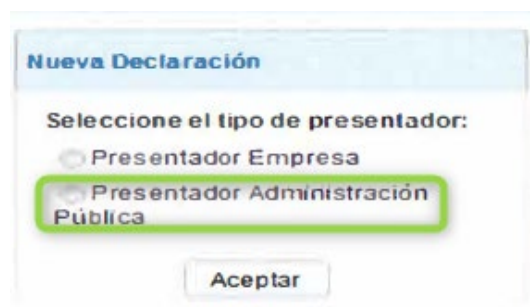 Nueva Declaración
Seleccione el tipo de presentador:
Presentador Empresa
Presentador Administración
Pública
Aceptar